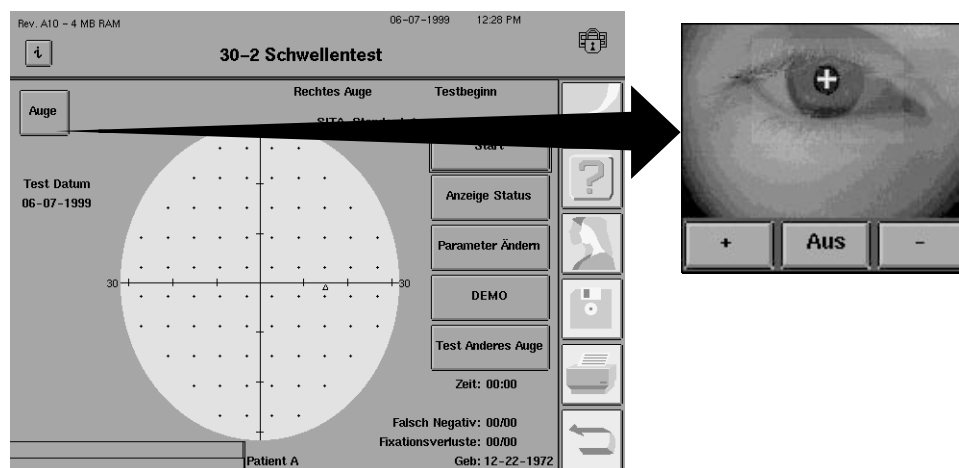 Rev. A10 - 4 MB RAM
06-07-1999 12:28 PM
i
30-2 Schwellentest
Rechtes Auge
Testbeginn
Auge
Start
?
Test Datum
06-07-1999
Anzeige Status
Parameter Ändern
30
30
DEMO
Test Anderes Auge
Zeit: 00:00
Falsch Negativ: 00/00
Fixationsverluste: 00/00
Patient A
Geb: 12-22-1972
+
Aus
-